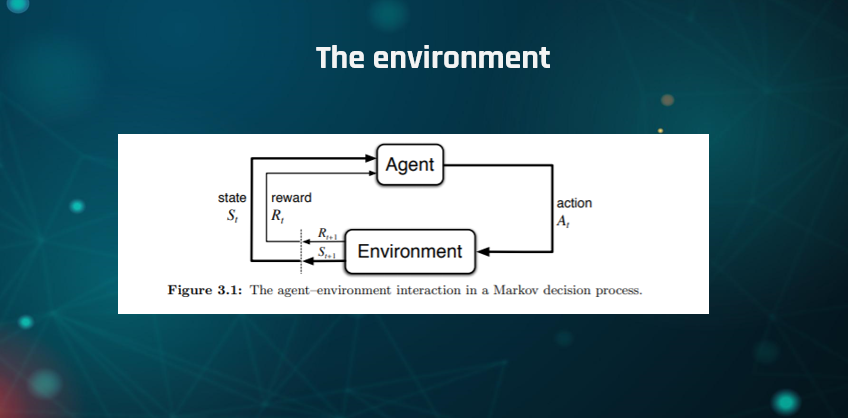 The environment
Agent
state
S_t
reward
R_t
action
A_t
R_{t+1}
S_{t+1}
Environment
Figure 3.1: The agent–environment interaction in a Markov decision process.